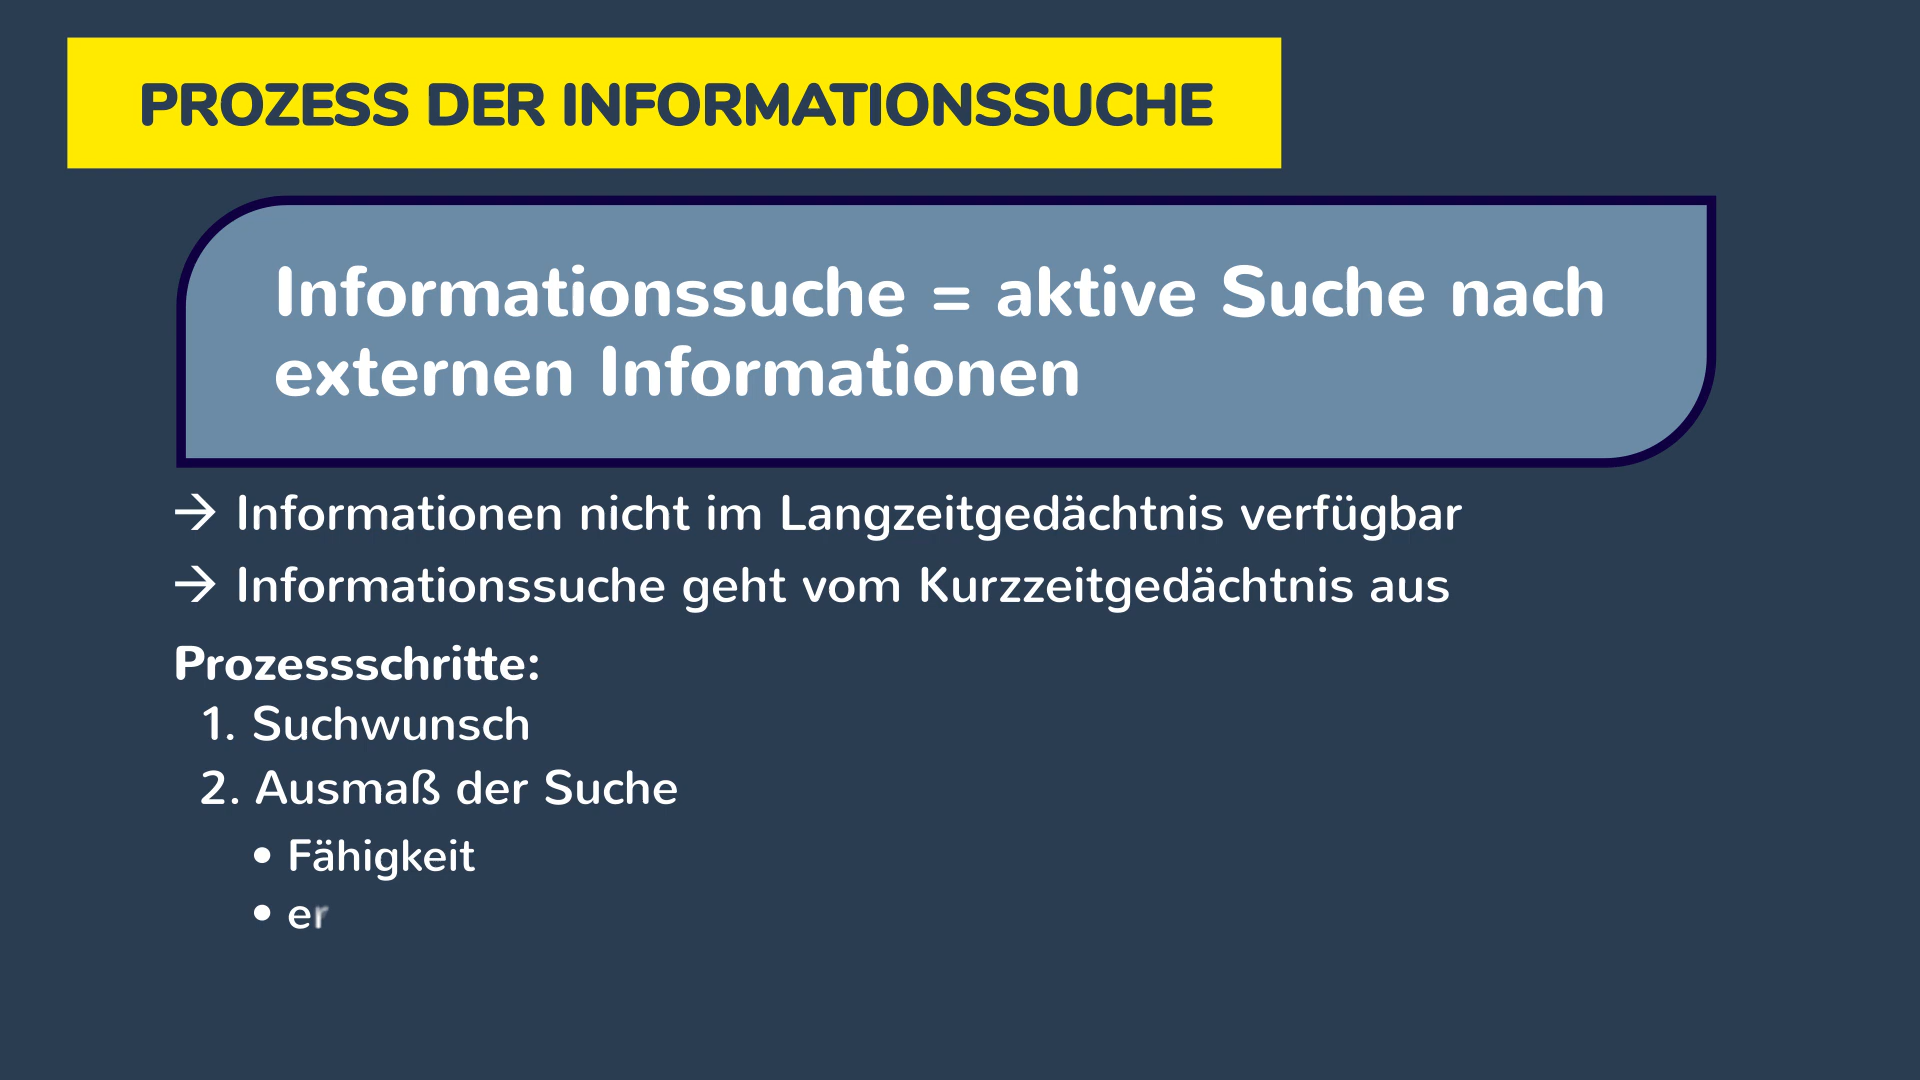 PROZESS DER INFORMATIONSSUCHE
Informationssuche = aktive Suche nach
externen Informationen
→ Informationen nicht im Langzeitgedächtnis verfügbar
→ Informationssuche geht vom Kurzzeitgedächtnis aus
Prozessschritte:
1. Suchwunsch
2. Ausmaß der Suche
• Fähigkeit
• er